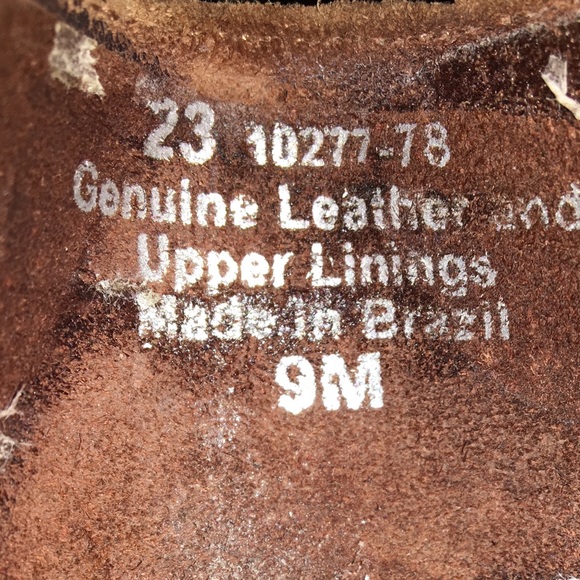 23 10277-78
Genuine Leather and
Upper Linings
Made in Brazil
9M